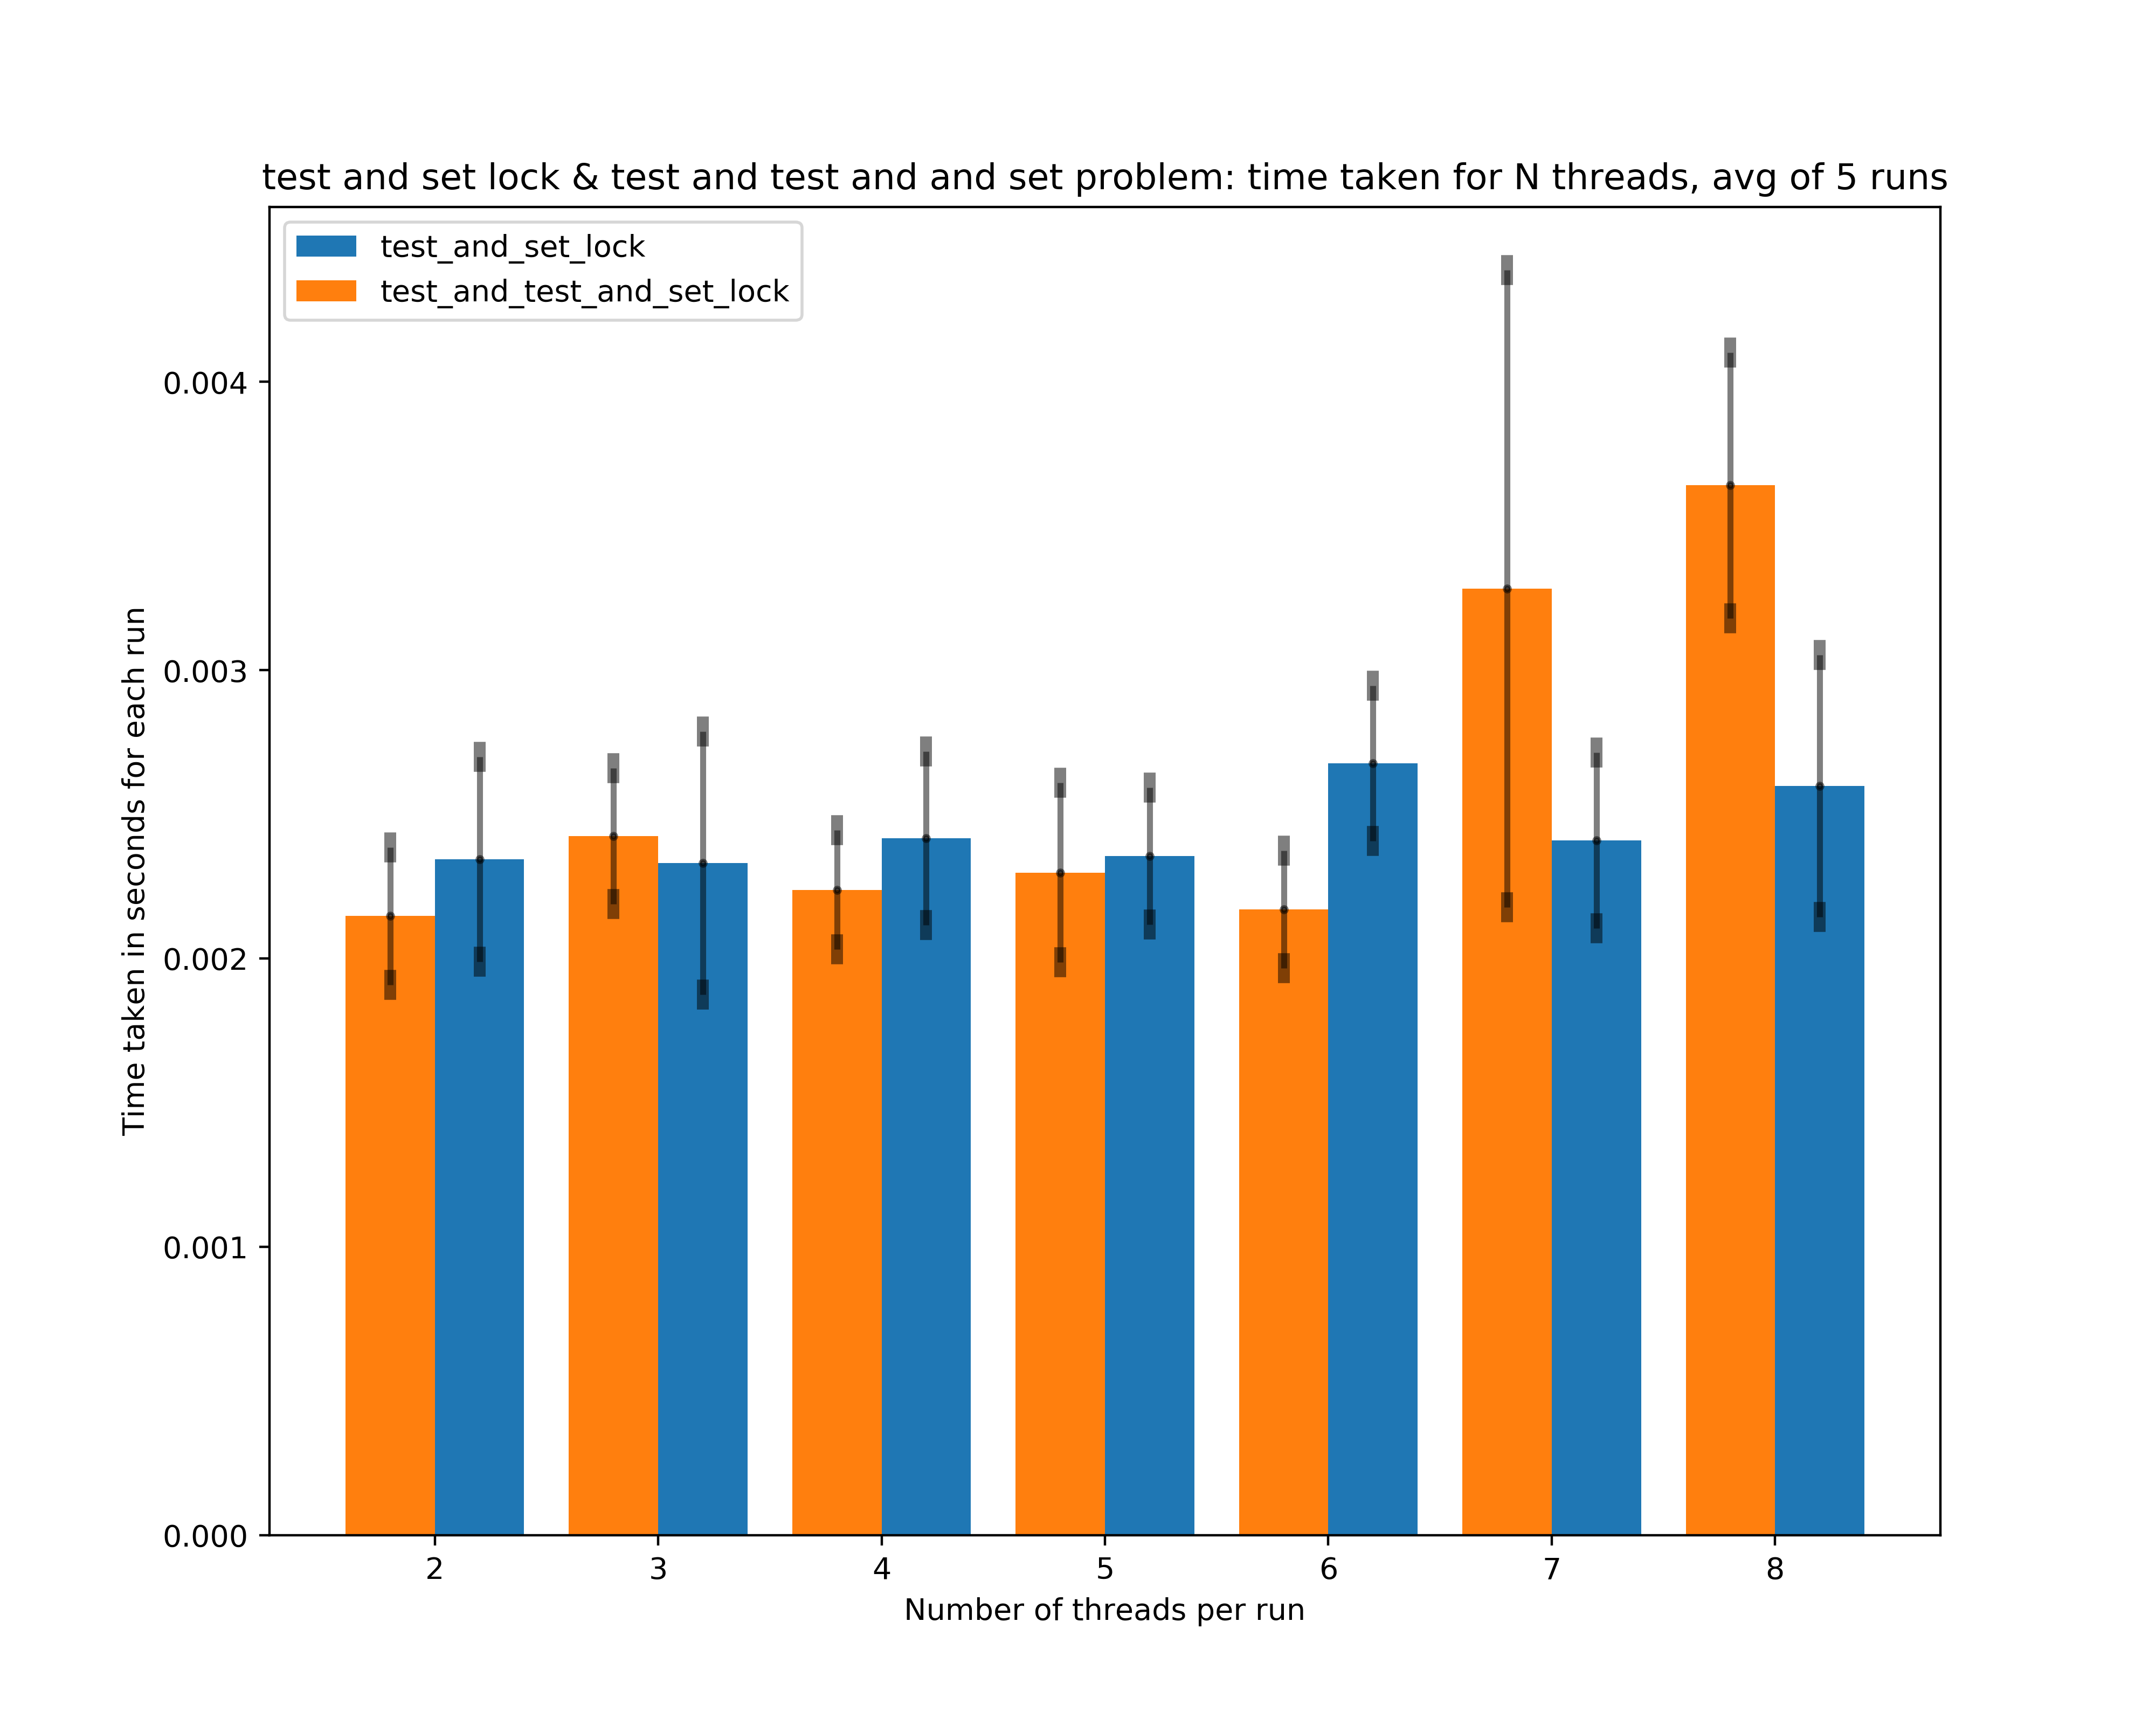 test and set lock & test and test and and set problem: time taken for N threads, avg of 5 runs
test_and_set_lock
test_and_test_and_set_lock
Time taken in seconds for each run
0.004
0.003
0.002
0.001
0.000
2 3 4 5 6 7 8
Number of threads per run